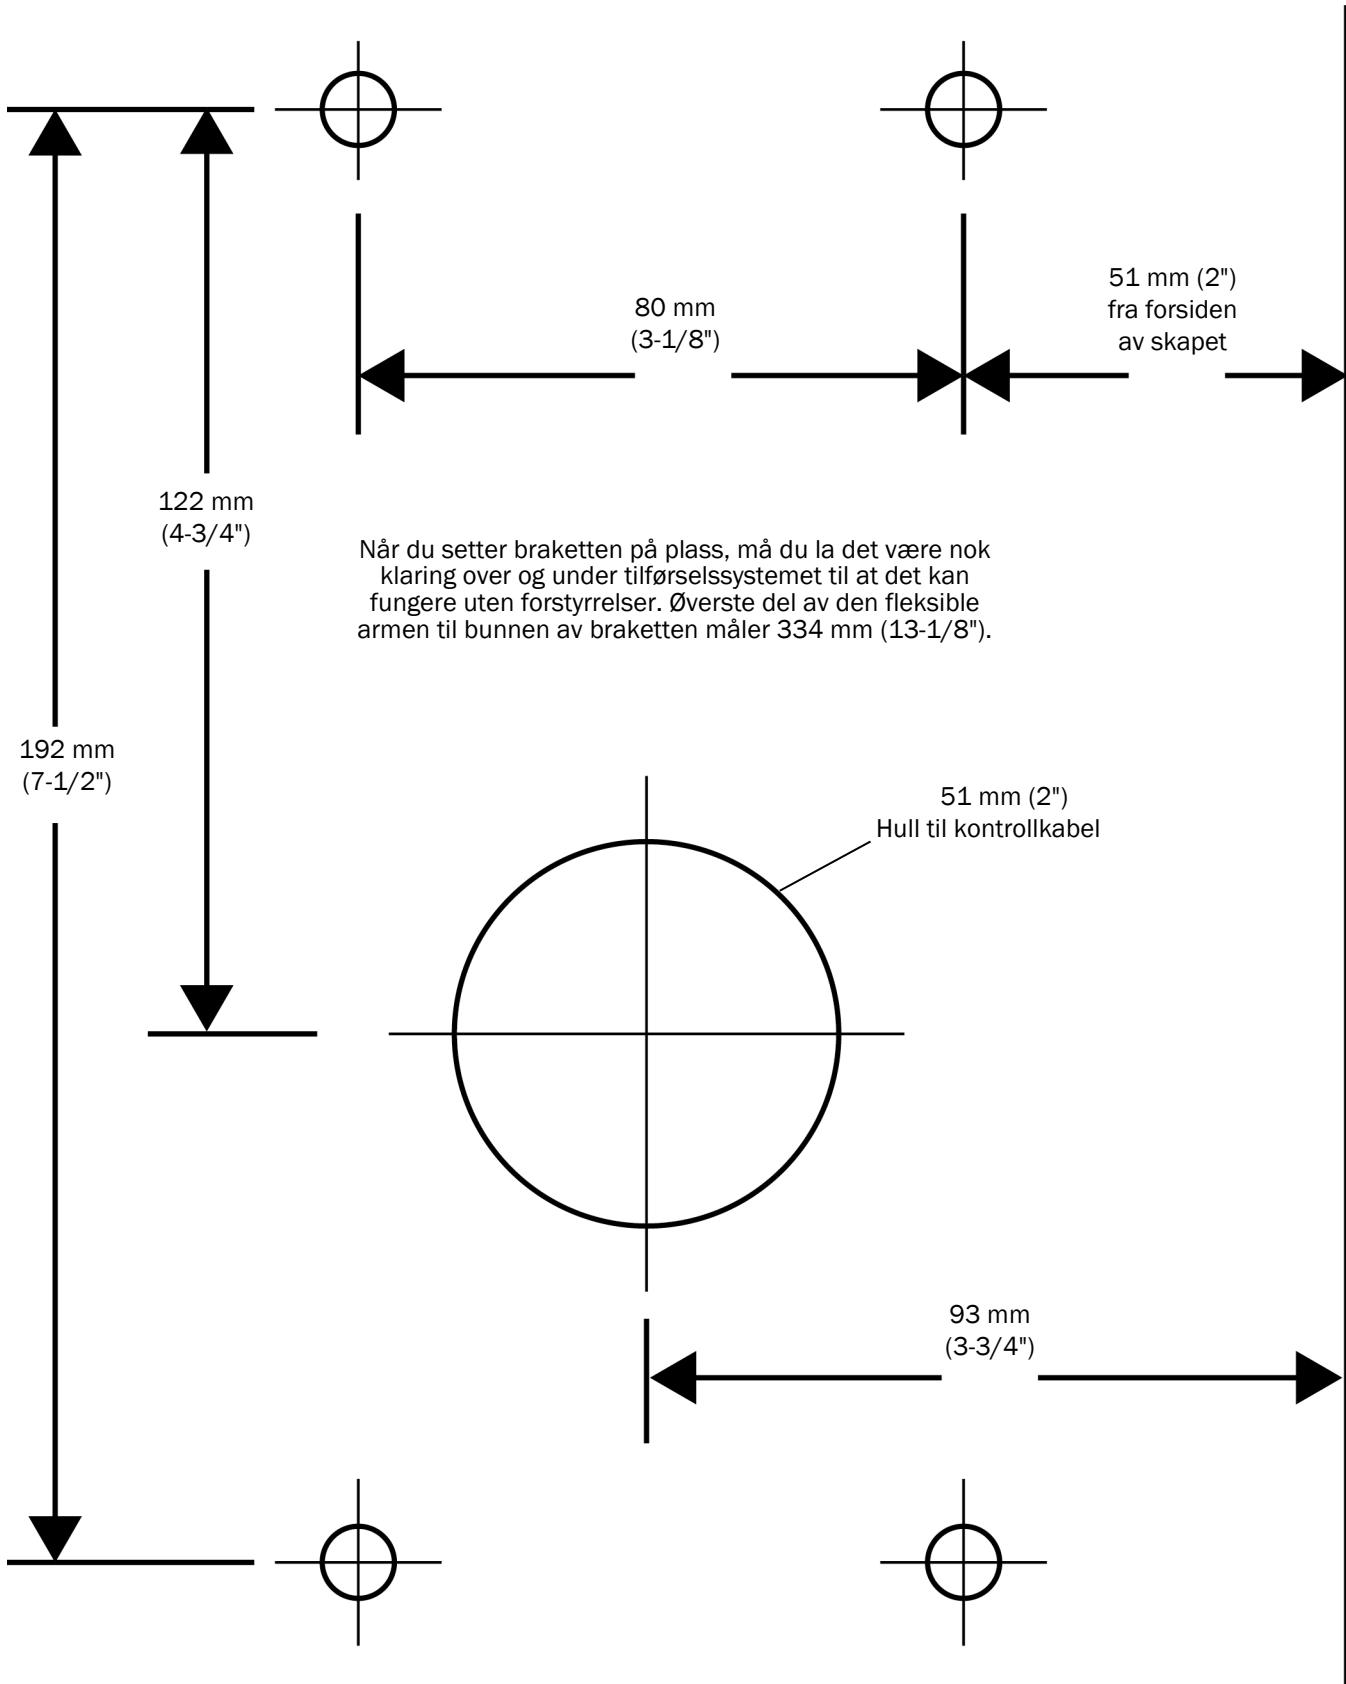 51 mm (2")
fra forsiden
av skapet
80 mm
(3-1/8")
122 mm
(4-3/4")
Når du setter braketten på plass, må du la det være nok
klaring over og under tilførselssystemet til at det kan
fungere uten forstyrrelser. Øverste del av den fleksible
armen til bunnen av braketten måler 334 mm (13-1/8").
192 mm
(7-1/2")
51 mm (2")
Hull til kontrollkabel
93 mm
(3-3/4")